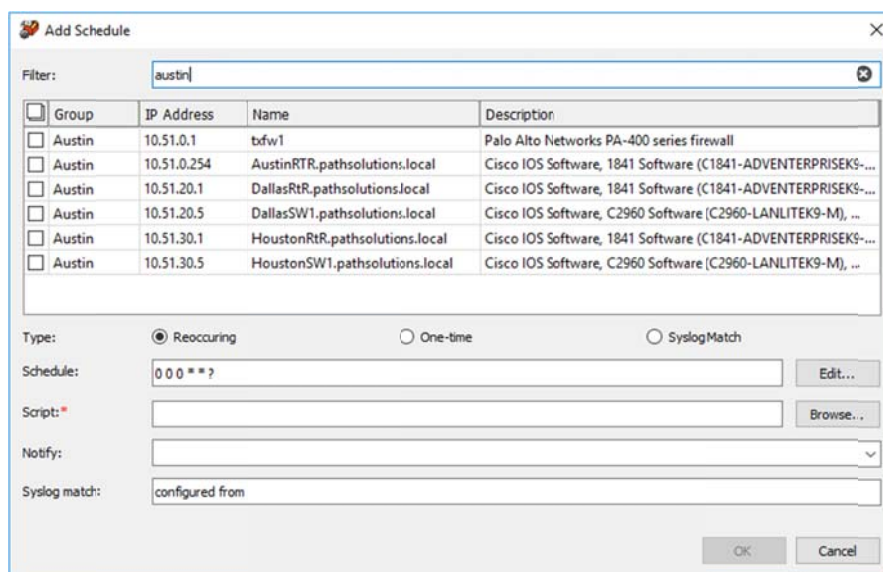 Add Schedule
Filter: austin
Group IP Address Name Description
Austin 10.51.0.1 txfw1 Palo Alto Networks PA-400 series firewall
Austin 10.51.0.254 AustinRTR.pathsolutions.local Cisco IOS Software, 1841 Software (C1841-ADVENTERPRISEK9-...
Austin 10.51.20.1 DallasRtR.pathsolutions.local Cisco IOS Software, 1841 Software (C1841-ADVENTERPRISEK9-...
Austin 10.51.20.5 DallasSW1.pathsolutions.local Cisco IOS Software, C2960 Software (C2960-LANLITEK9-M), ...
Austin 10.51.30.1 HoustonRtR.pathsolutions.local Cisco IOS Software, 1841 Software (C1841-ADVENTERPRISEK9-...
Austin 10.51.30.5 HoustonSW1.pathsolutions.local Cisco IOS Software, C2960 Software (C2960-LANLITEK9-M), ...
Type: Reoccuring One-time SyslogMatch
Schedule: 0 0 0 * * ? Edit...
Script:* Browse...
Notify:
Syslog match: configured from
OK Cancel